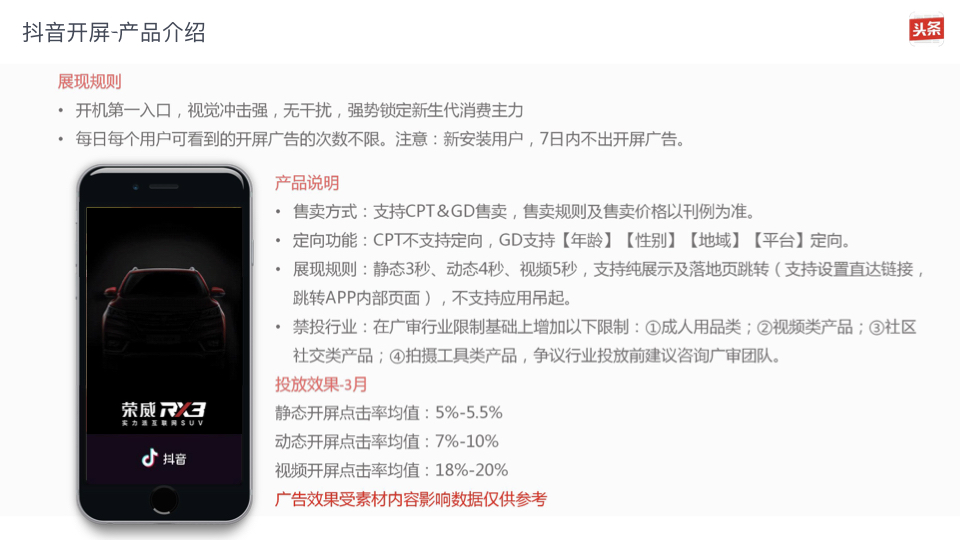 抖音开屏-产品介绍
头条
展现规则
• 开机第一入口，视觉冲击强，无干扰，强势锁定新生代消费主力
• 每日每个用户可看到的开屏广告的次数不限。注意：新安装用户，7日内不出开屏广告。
产品说明
• 售卖方式：支持CPT＆GD售卖，售卖规则及售卖价格以刊例为准。
• 定向功能：CPT不支持定向，GD支持【年龄】【性别】【地域】【平台】定向。
• 展现规则：静态3秒、动态4秒、视频5秒，支持纯展示及落地页跳转（支持设置直达链接，
跳转APP内部页面），不支持应用吊起。
• 禁投行业：在广审行业限制基础上增加以下限制：①成人用品类；②视频类产品；③社区
社交类产品；④拍摄工具类产品，争议行业投放前建议咨询广审团队。
投放效果-3月
静态开屏点击率均值：5%-5.5%
动态开屏点击率均值：7%-10%
视频开屏点击率均值：18%-20%
广告效果受素材内容影响数据仅供参考
荣威 RX3
实力派互联网SUV
抖音